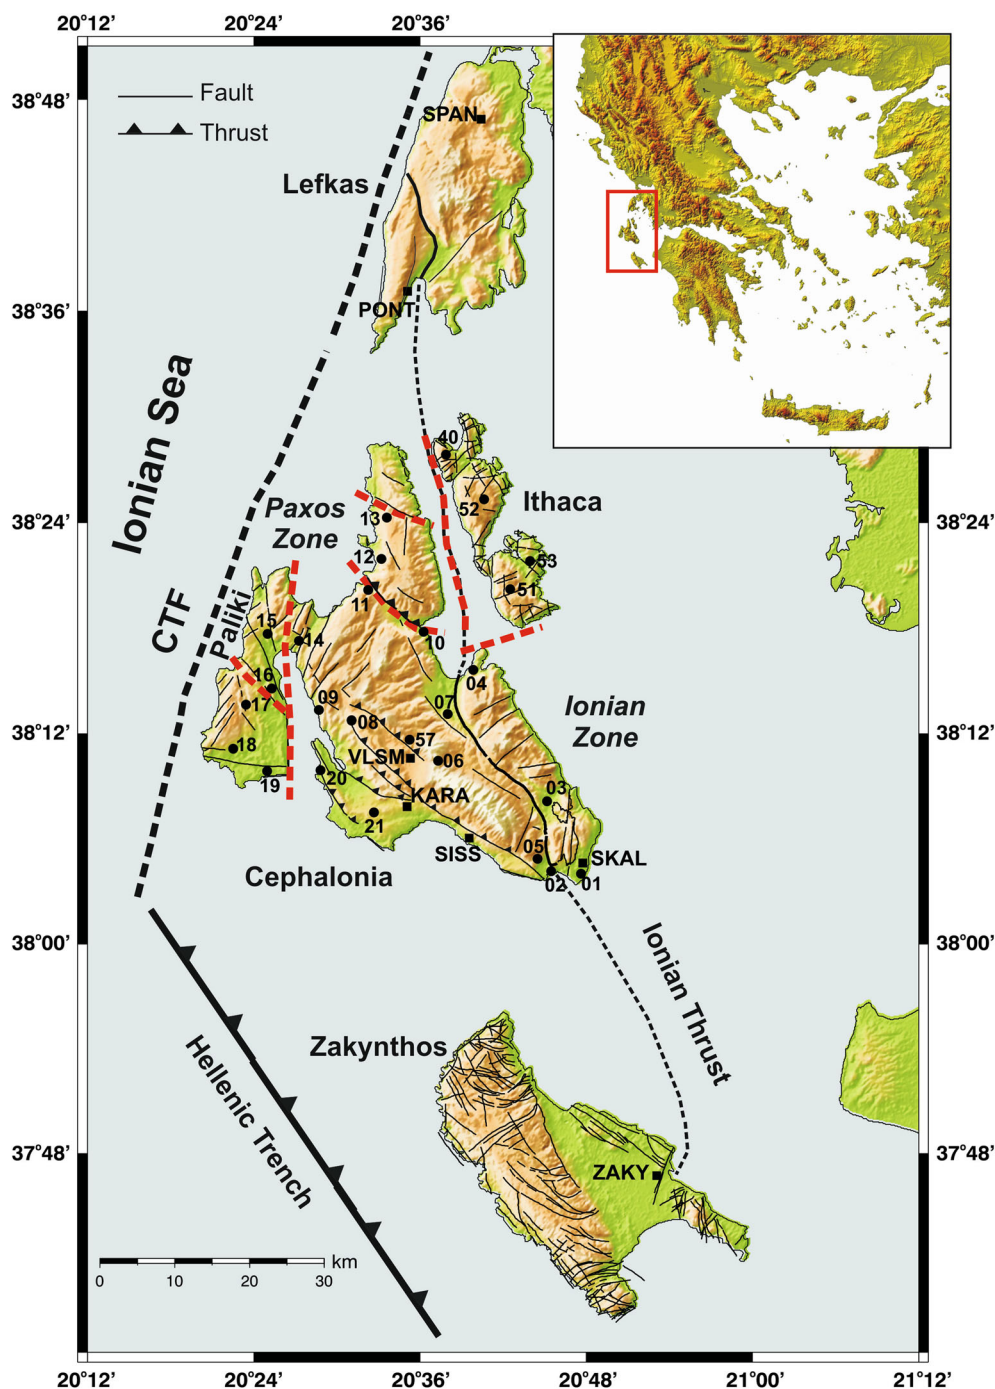 20°12’
20°24’
20°36’
38°48’
Fault
Thrust
SPAN
Lefkas
PONT
38°36’
Ionian Sea
40
52
Ithaca
38°24’
38°24’
Paxos
Zone
13
12
53
51
11
10
CTF
Paliki
15
14
16
17
04
Ionian
Zone
09
07
08
38°12’
38°12’
18
57
VLSM
06
19
20
KARA
03
21
SISS
05
SKAL
02
01
Cephalonia
38°00’
38°00’
Ionian Thrust
Zakynthos
Hellenic Trench
37°48’
37°48’
ZAKY
km
0
10
20
30
20°12’
20°24’
20°36’
20°48’
21°00’
21°12’